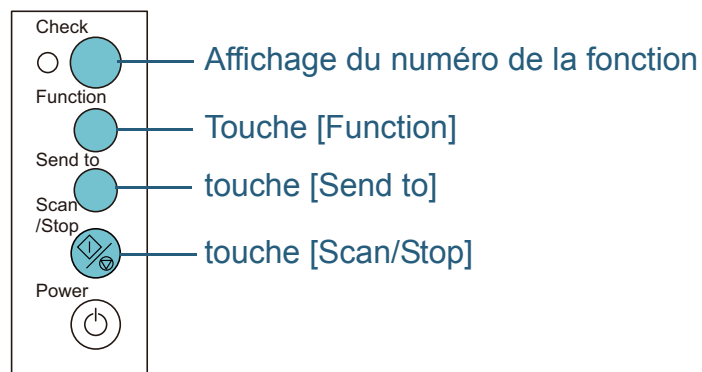 Check
Affichage du numéro de la fonction
Function
Touche [Function]
Send to
touche [Send to]
Scan
/Stop
touche [Scan/Stop]
Power